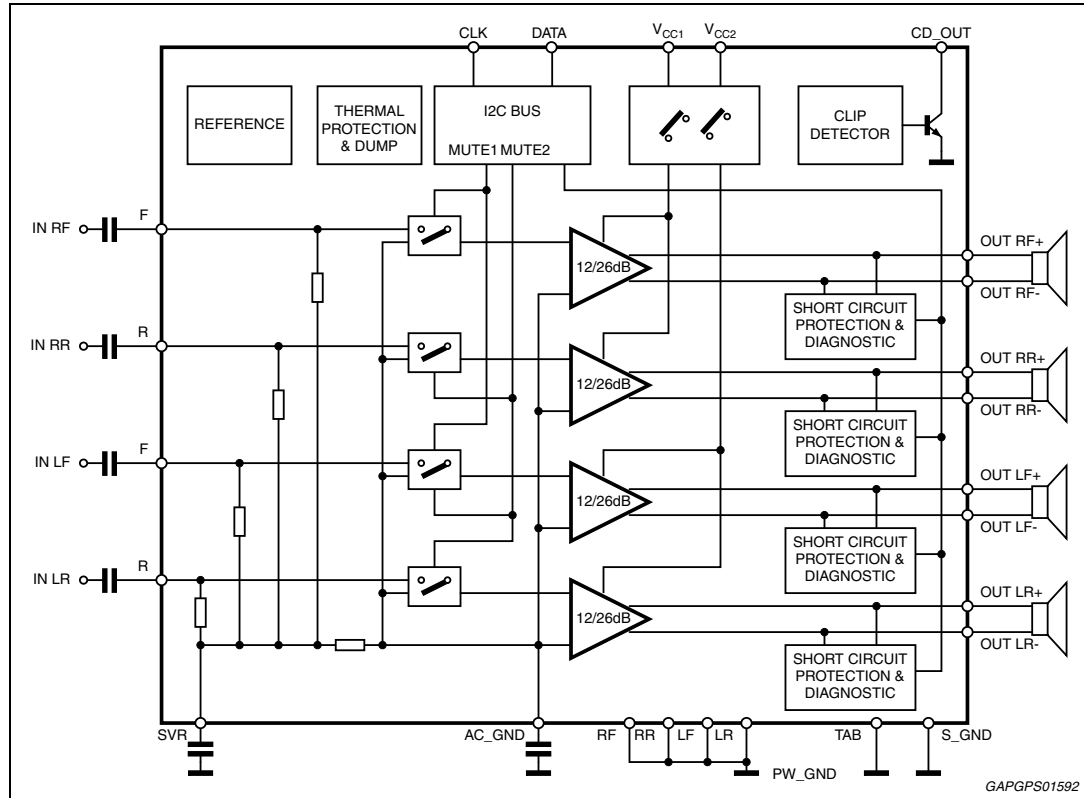 CLK DATA VCC1 VCC2 CD_OUT
REFERENCE
THERMAL
PROTECTION
& DUMP
I2C BUS
MUTE1 MUTE2
CLIP
DETECTOR
IN RF F
12/26dB
OUT RF+
OUT RF-
SHORT CIRCUIT
PROTECTION &
DIAGNOSTIC
IN RR R
12/26dB
OUT RR+
OUT RR-
SHORT CIRCUIT
PROTECTION &
DIAGNOSTIC
IN LF F
12/26dB
OUT LF+
OUT LF-
SHORT CIRCUIT
PROTECTION &
DIAGNOSTIC
IN LR R
12/26dB
OUT LR+
OUT LR-
SHORT CIRCUIT
PROTECTION &
DIAGNOSTIC
SVR AC_GND RF RR LF LR TAB S_GND
PW_GND
GAPGPS01592